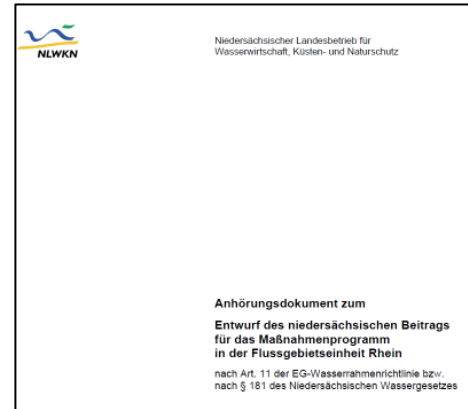 NLWKN
Niedersächsischer Landesbetrieb für
Wasserwirtschaft, Küsten- und Naturschutz
Anhörungsdokument zum
Entwurf des niedersächsischen Beitrags
für das Maßnahmenprogramm
in der Flussgebietseinheit Rhein
nach Art. 11 der EG-Wasserrahmenrichtlinie bzw.
nach § 181 des Niedersächsischen Wassergesetzes